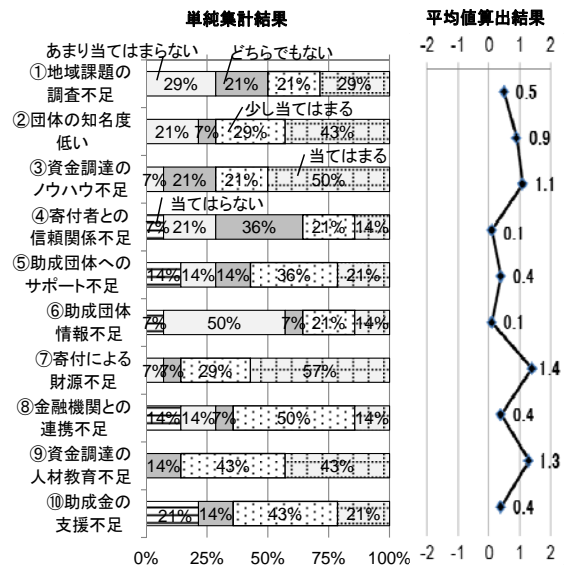 単純集計結果
平均値算出結果
-2 -1 0 1 2
あまり当てはまらない
どちらでもない
①地域課題の
調査不足
29% 21% 21% 29%
0.5
少し当てはまる
②団体の知名度
低い
21% 7% 29% 43%
0.9
当てはまる
③資金調達の
ノウハウ不足
7% 21% 21% 50%
1.1
当てはらない
④寄付者との
信頼関係不足
7% 21% 36% 21% 14%
0.1
⑤助成団体への
サポート不足
14% 14% 14% 36% 21%
0.4
⑥助成団体
情報不足
7% 50% 7% 21% 14%
0.1
⑦寄付による
財源不足
7% 7% 29% 57%
1.4
⑧金融機関との
連携不足
14% 14% 7% 50% 14%
0.4
⑨資金調達の
人材教育不足
14% 43% 43%
1.3
⑩助成金の
支援不足
21% 14% 43% 21%
0.4
0% 25% 50% 75% 100%
-2 -1 0 1 2